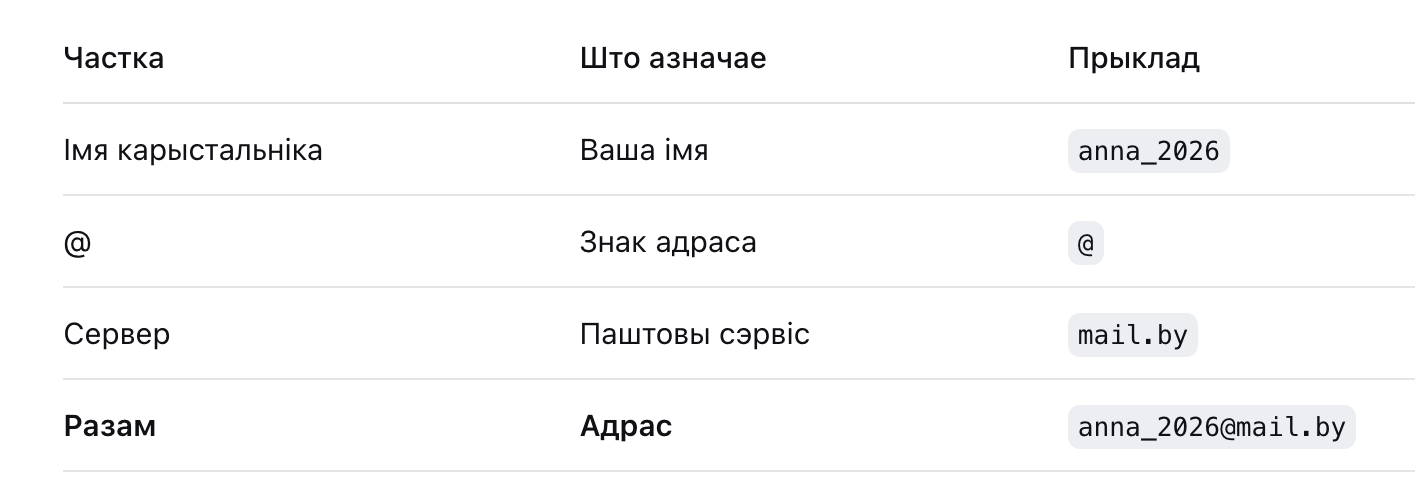 Частка Што азначае Прыклад
Імя карыстальніка Ваша імя anna_2026
@ Знак адраса @
Сервер Паштовы сэрвіс mail.by
Разам Адрас anna_2026@mail.by